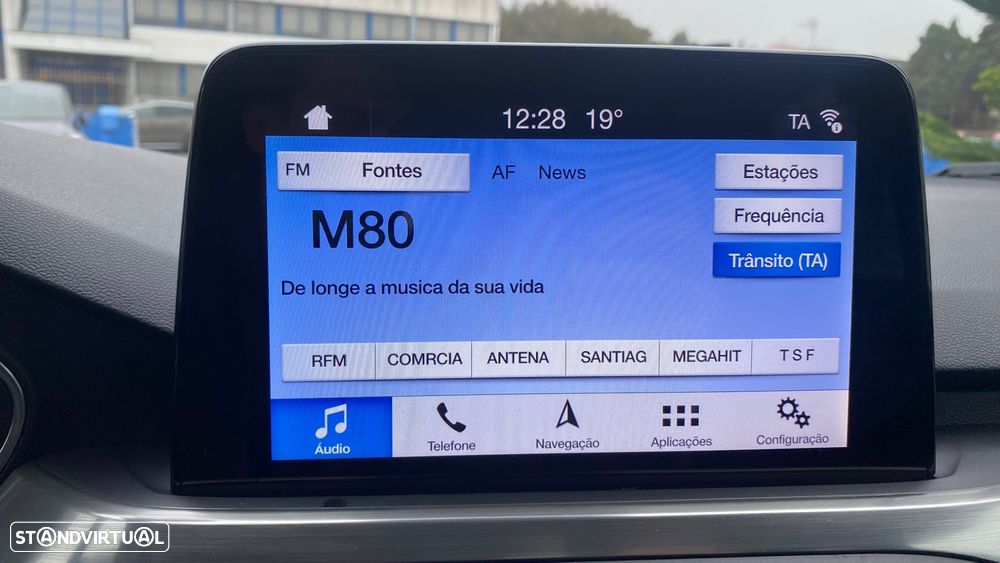 12:28 19° TA
FM Fontes AF News Estações
M80 Frequência
Trânsito (TA)
De longe a musica da sua vida
RFM COMRCIA ANTENA SANTIAG MEGAHIT T S F
Áudio Telefone Navegação Aplicações Configuração
STANDVIRTUAL